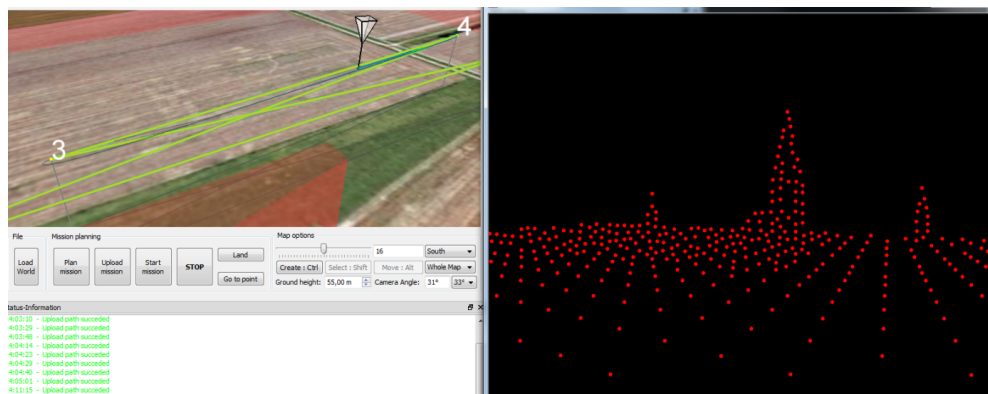 4
3
File
Mission planning
Map options
Load World
Plan mission
Upload mission
Start mission
STOP
Land
Go to point
16
South
Create : Ctrl
Select : Shift
Move : Alt
Whole Map
Ground height:
55,00 m
Camera Angle:
31°
33°
tatus-Information
4:03:10 - Upload path succeded
4:03:29 - Upload path succeded
4:03:48 - Upload path succeded
4:04:14 - Upload path succeded
4:04:23 - Upload path succeded
4:04:29 - Upload path succeded
4:04:40 - Upload path succeded
4:05:01 - Upload path succeded
4:11:15 - Upload path succeded